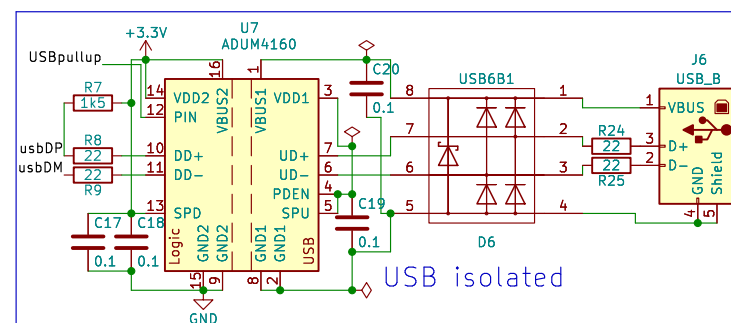 U7
ADUM4160
+3.3V
USBpullup
R7
1k5
usbDP
R8
22
usbDM
22
R9
14
12
10
11
13
16
1
VDD2
PIN
DD+
DD-
SPD
VBUS2
VBUS1
VDD1
UD+
UD-
PDEN
SPU
Logic
GND2
GND2
GND1
GND1
USB
3
7
6
4
5
15
9
8
2
GND
C17
0.1
C18
0.1
C20
0.1
C19
0.1
USB6B1
8
7
6
5
1
2
3
4
D6
R24
22
22
R25
J6
USB_B
1
3
2
VBUS
D+
D-
GND
Shield
4
5
USB isolated